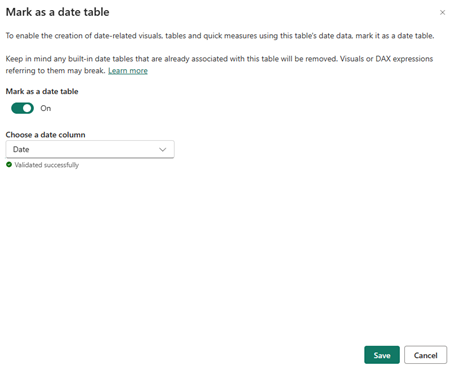 Mark as a date table
To enable the creation of date-related visuals, tables and quick measures using this table's date data, mark it as a date table.
Keep in mind any built-in date tables that are already associated with this table will be removed. Visuals or DAX expressions
referring to them may break. Learn more
Mark as a date table
On
Choose a date column
Date
Validated successfully
Save Cancel